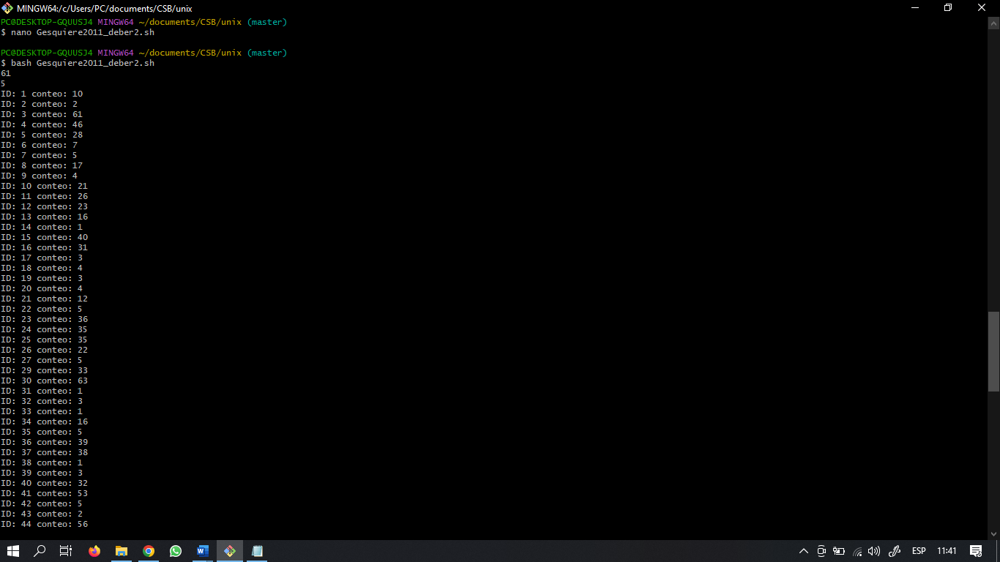 MINGW64:/c/Users/PC/documents/CSB/unix
PC@DESKTOP-GQUUSJ4 MINGW64 ~/documents/CSB/unix (master)
$ nano Gesquiere2011_deber2.sh
PC@DESKTOP-GQUUSJ4 MINGW64 ~/documents/CSB/unix (master)
$ bash Gesquiere2011_deber2.sh
61
5
ID: 1 conteo: 10
ID: 2 conteo: 2
ID: 3 conteo: 61
ID: 4 conteo: 46
ID: 5 conteo: 28
ID: 6 conteo: 7
ID: 7 conteo: 5
ID: 8 conteo: 17
ID: 9 conteo: 4
ID: 10 conteo: 21
ID: 11 conteo: 26
ID: 12 conteo: 23
ID: 13 conteo: 16
ID: 14 conteo: 1
ID: 15 conteo: 40
ID: 16 conteo: 31
ID: 17 conteo: 3
ID: 18 conteo: 4
ID: 19 conteo: 3
ID: 20 conteo: 4
ID: 21 conteo: 12
ID: 22 conteo: 5
ID: 23 conteo: 36
ID: 24 conteo: 35
ID: 25 conteo: 35
ID: 26 conteo: 22
ID: 27 conteo: 5
ID: 29 conteo: 33
ID: 30 conteo: 63
ID: 31 conteo: 1
ID: 32 conteo: 3
ID: 33 conteo: 1
ID: 34 conteo: 16
ID: 35 conteo: 5
ID: 36 conteo: 39
ID: 37 conteo: 38
ID: 38 conteo: 1
ID: 39 conteo: 3
ID: 40 conteo: 32
ID: 41 conteo: 53
ID: 42 conteo: 5
ID: 43 conteo: 2
ID: 44 conteo: 56
ESP 11:41